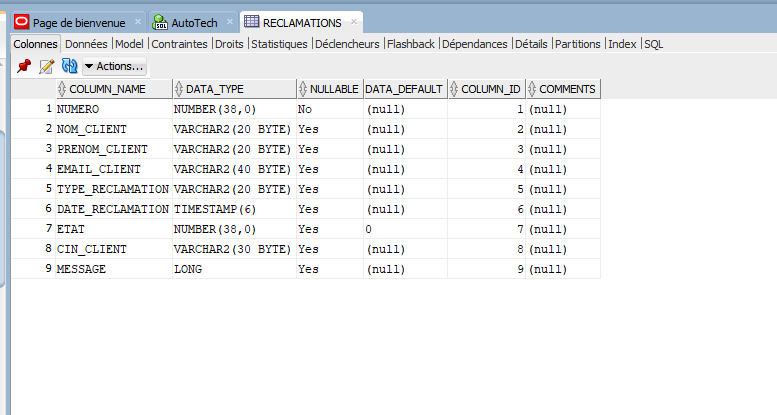 Page de bienvenue AutoTech RECLAMATIONS
Colonnes Données Model Contraintes Droits Statistiques Déclencheurs Flashback Dépendances Détails Partitions Index SQL
Actions...
COLUMN_NAME DATA_TYPE NULLABLE DATA_DEFAULT COLUMN_ID COMMENTS
1 NUMERO NUMBER(38,0) No (null) 1 (null)
2 NOM_CLIENT VARCHAR2(20 BYTE) Yes (null) 2 (null)
3 PRENOM_CLIENT VARCHAR2(20 BYTE) Yes (null) 3 (null)
4 EMAIL_CLIENT VARCHAR2(40 BYTE) Yes (null) 4 (null)
5 TYPE_RECLAMATION VARCHAR2(20 BYTE) Yes (null) 5 (null)
6 DATE_RECLAMATION TIMESTAMP(6) Yes (null) 6 (null)
7 ETAT NUMBER(38,0) Yes 0 7 (null)
8 CIN_CLIENT VARCHAR2(30 BYTE) Yes (null) 8 (null)
9 MESSAGE LONG Yes (null) 9 (null)